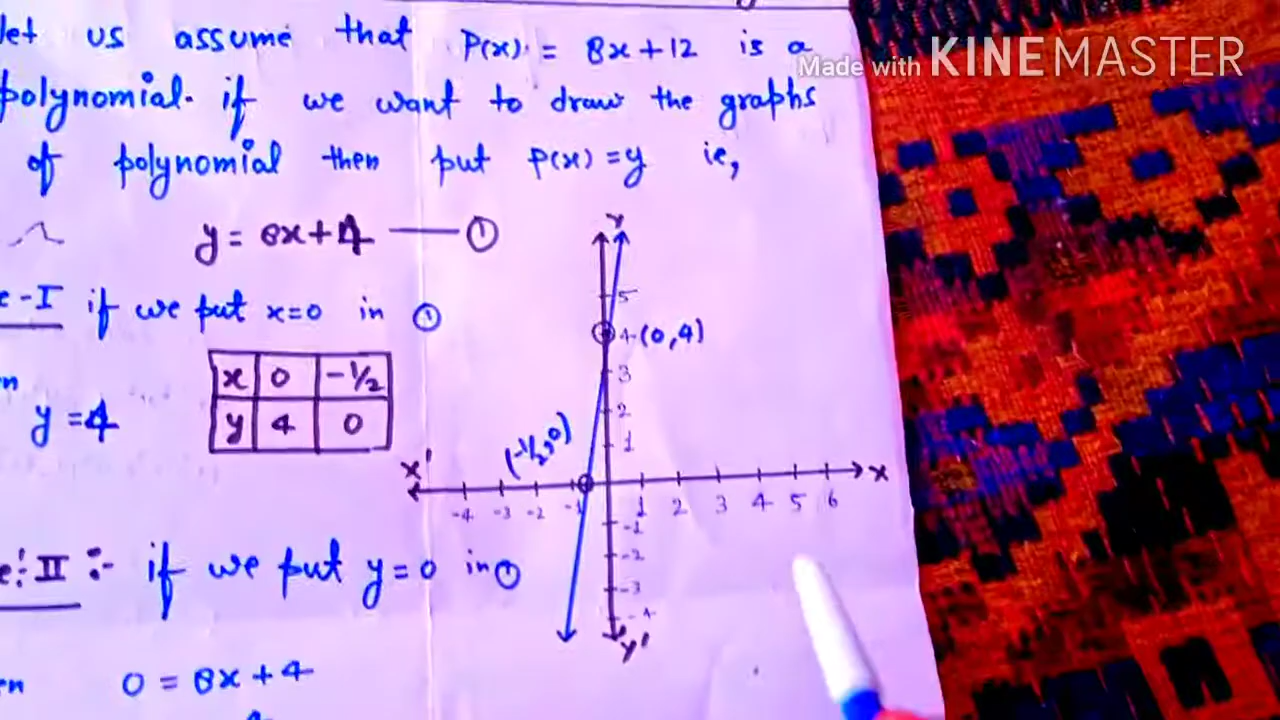 let us assume that P(x) = 8x+12 is a
Made with KINEMASTER
polynomial. if we want to draw the graphs
of polynomial then put P(x) = y ie,
y = 8x+4 —— ①
e-I if we put x=0 in ①
y = 4
x 0 -1/2
y 4 0
Y
5
4 (0,4)
3
2
1
(-1/2,0)
X' X
-4 -3 -2 -1 1 2 3 4 5 6
-1
-2
-3
-4
Y'
e:II :- if we put y=0 in ①
en 0 = 8x+4